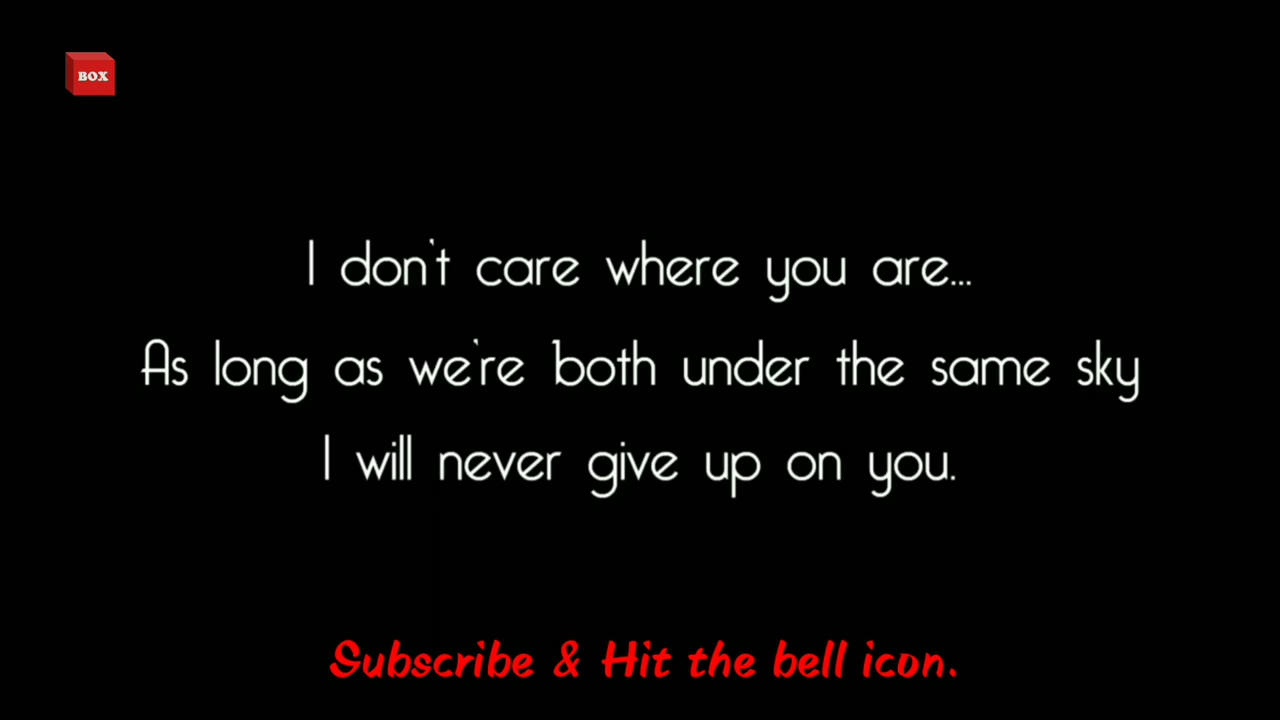 BOX
I don't care where you are...
As long as we're both under the same sky
I will never give up on you.
Subscribe & Hit the bell icon.